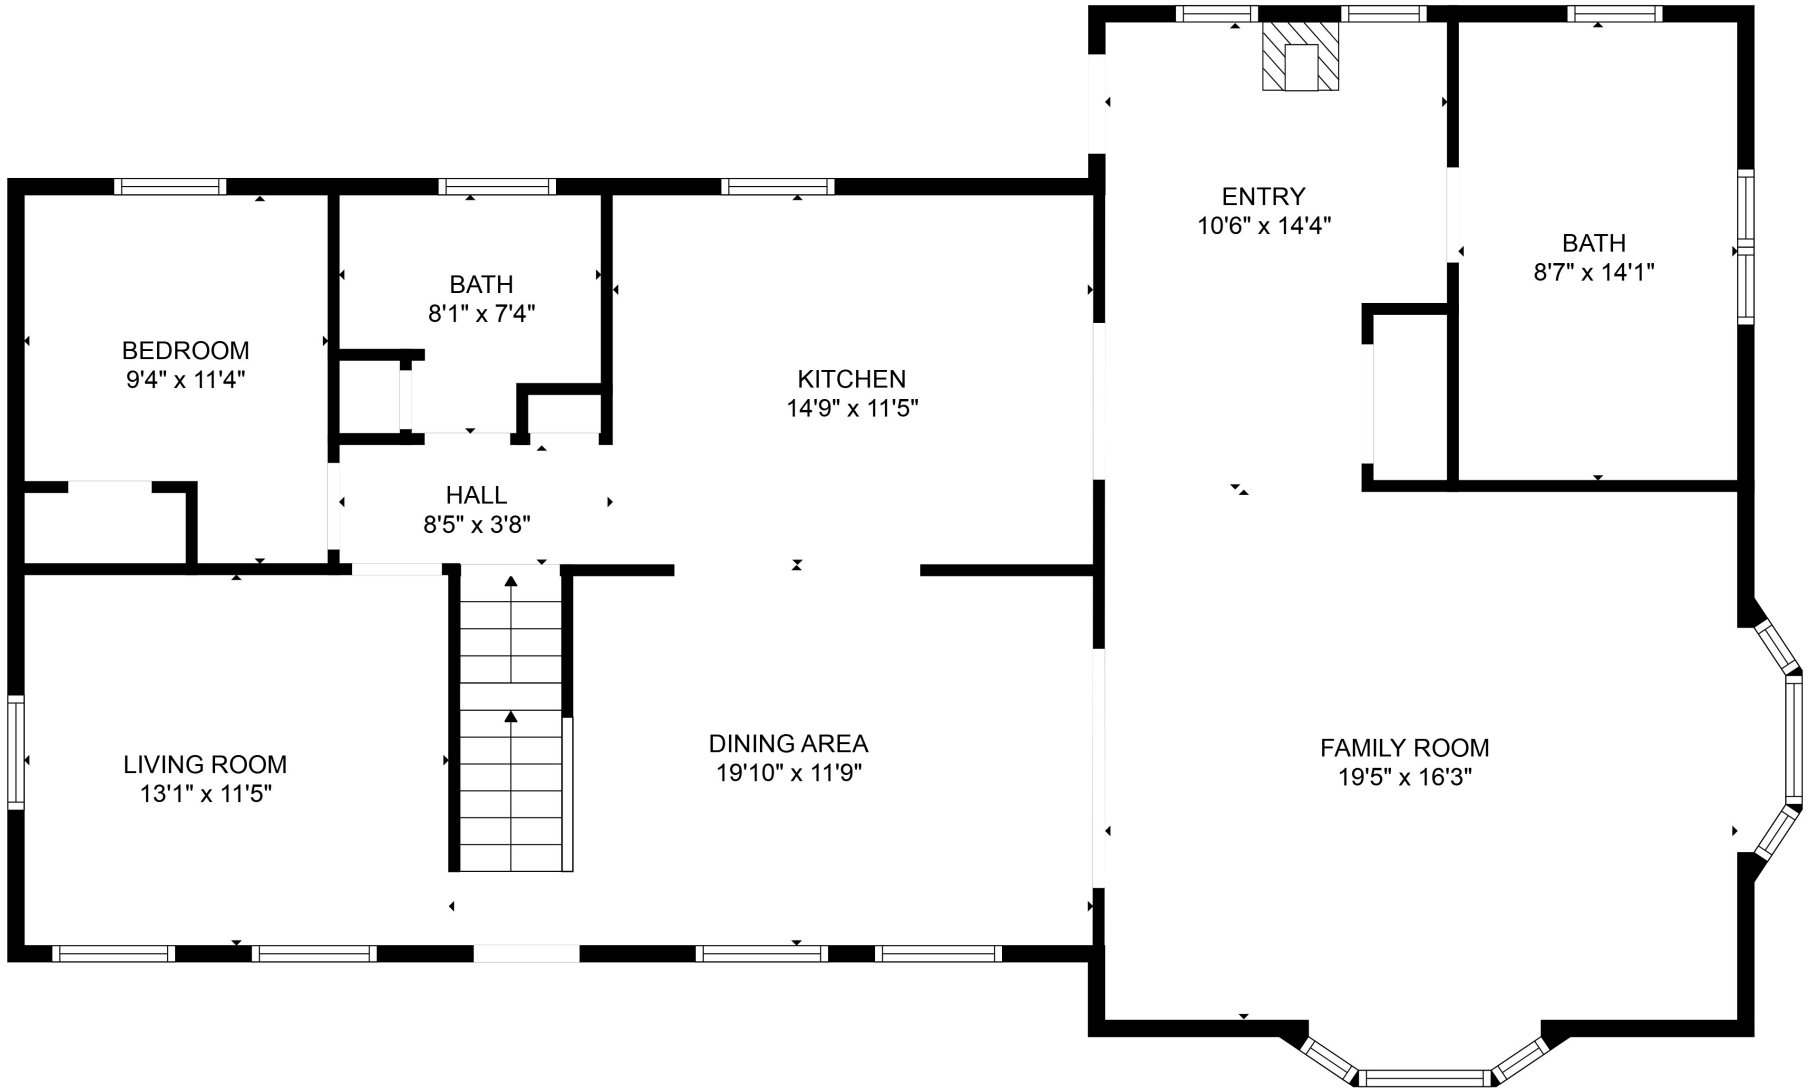 ENTRY
10'6" x 14'4"
BATH
8'7" x 14'1"
BATH
8'1" x 7'4"
BEDROOM
9'4" x 11'4"
KITCHEN
14'9" x 11'5"
HALL
8'5" x 3'8"
LIVING ROOM
13'1" x 11'5"
DINING AREA
19'10" x 11'9"
FAMILY ROOM
19'5" x 16'3"